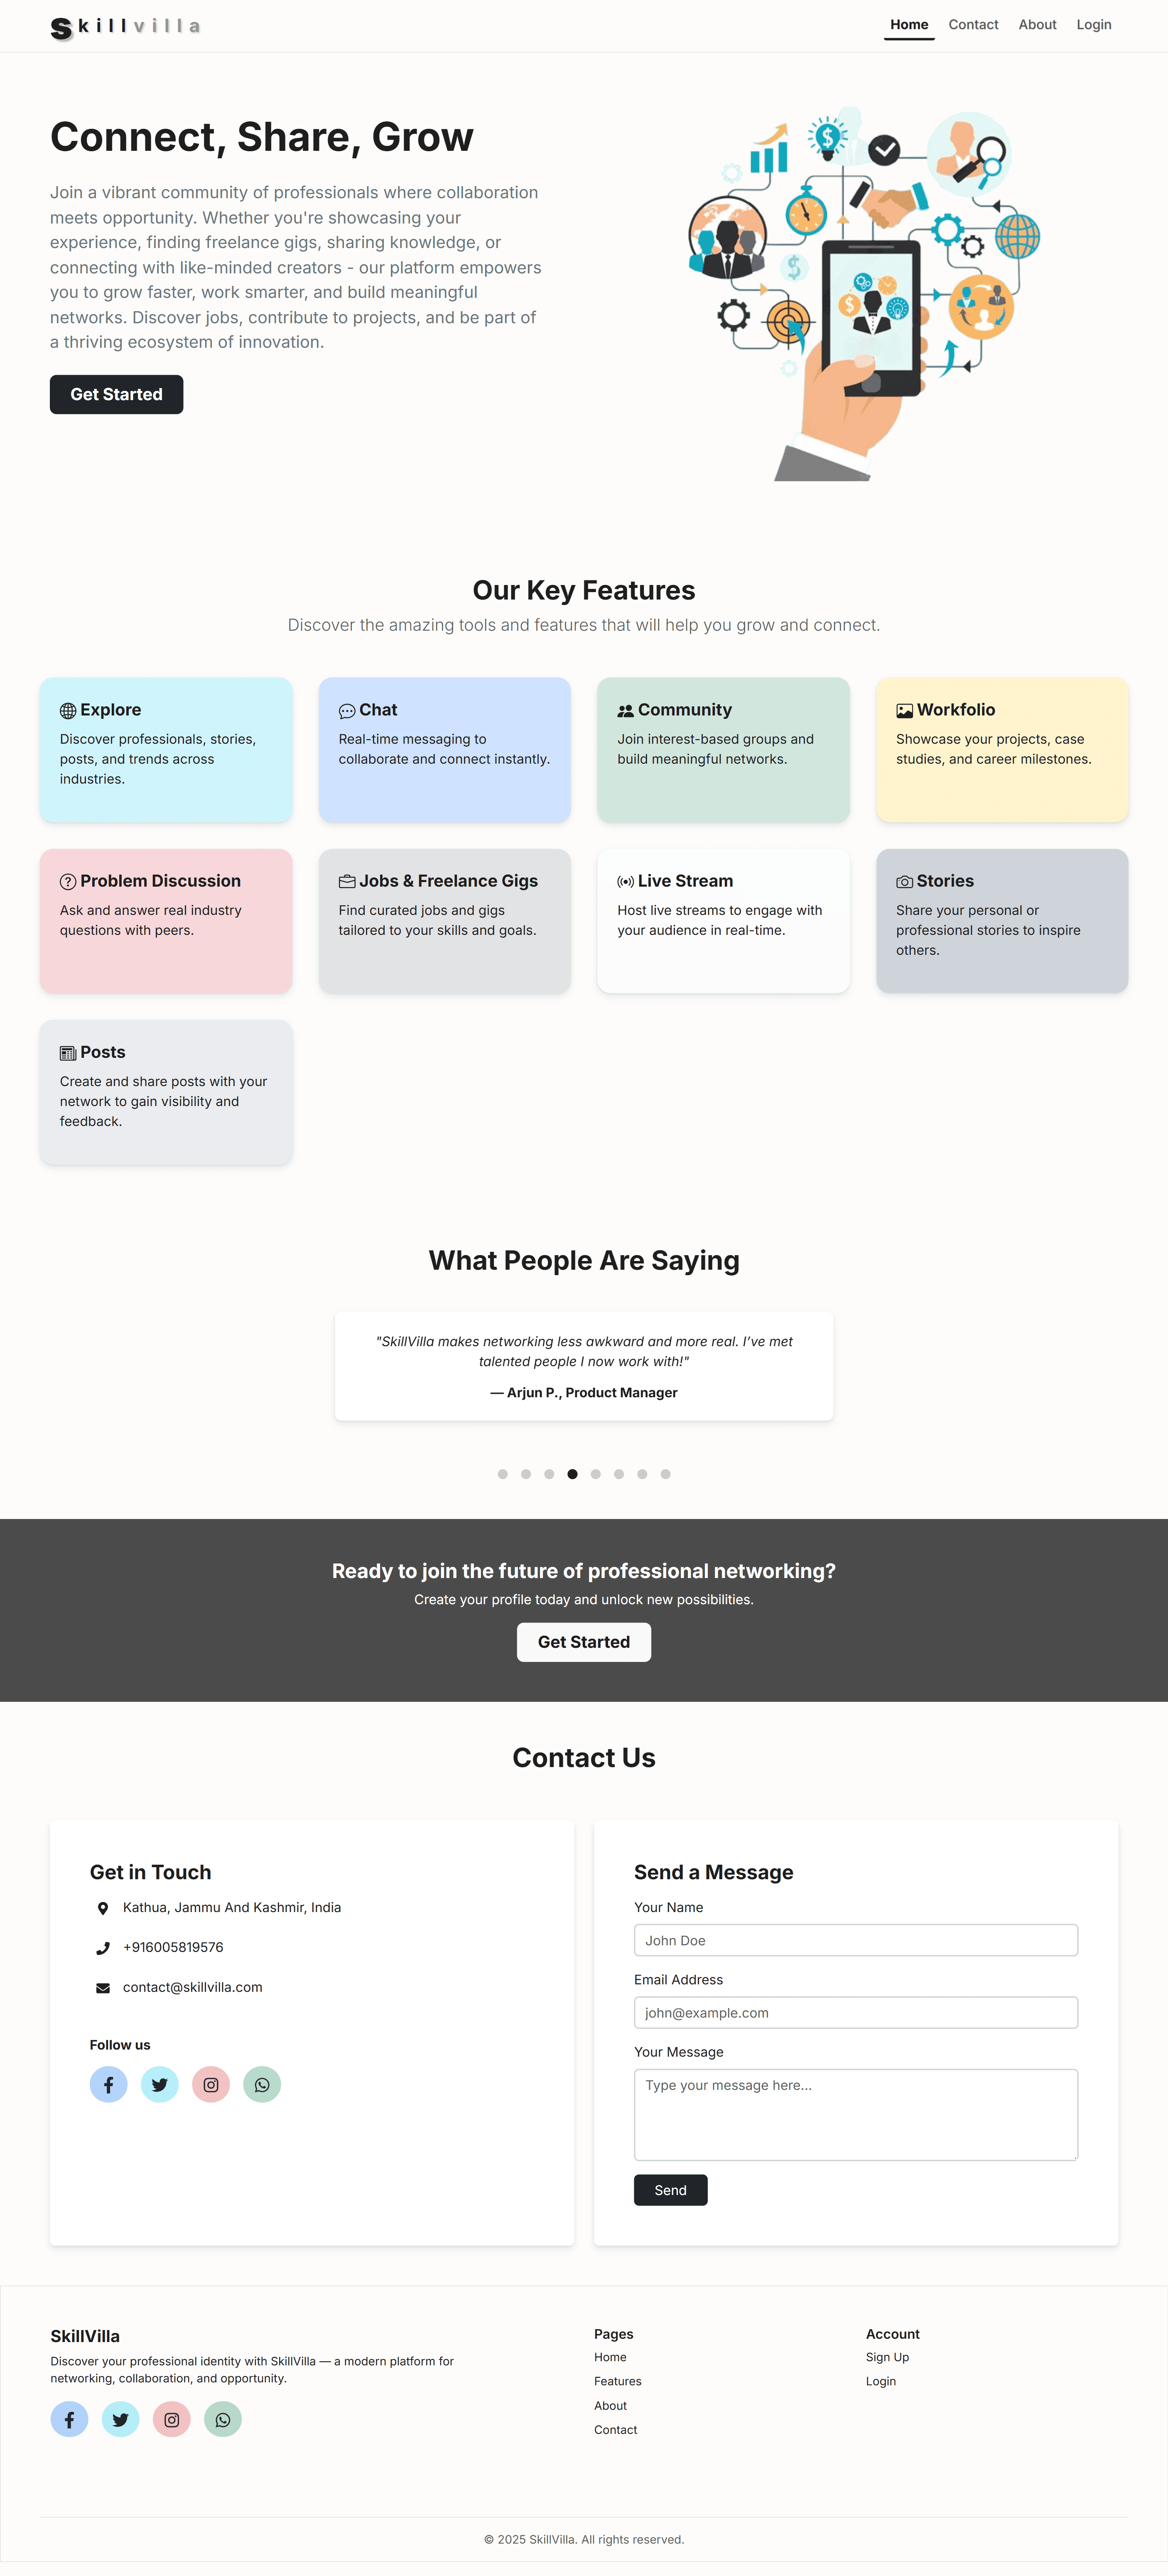 Skillvilla
Home Contact About Login
Connect, Share, Grow
Join a vibrant community of professionals where collaboration
meets opportunity. Whether you're showcasing your
experience, finding freelance gigs, sharing knowledge, or
connecting with like-minded creators - our platform empowers
you to grow faster, work smarter, and build meaningful
networks. Discover jobs, contribute to projects, and be part of
a thriving ecosystem of innovation.
Get Started
Our Key Features
Discover the amazing tools and features that will help you grow and connect.
Explore
Discover professionals, stories,
posts, and trends across
industries.
Chat
Real-time messaging to
collaborate and connect instantly.
Community
Join interest-based groups and
build meaningful networks.
Workfolio
Showcase your projects, case
studies, and career milestones.
Problem Discussion
Ask and answer real industry
questions with peers.
Jobs & Freelance Gigs
Find curated jobs and gigs
tailored to your skills and goals.
Live Stream
Host live streams to engage with
your audience in real-time.
Stories
Share your personal or
professional stories to inspire
others.
Posts
Create and share posts with your
network to gain visibility and
feedback.
What People Are Saying
"SkillVilla makes networking less awkward and more real. I’ve met
talented people I now work with!"
— Arjun P., Product Manager
Ready to join the future of professional networking?
Create your profile today and unlock new possibilities.
Get Started
Contact Us
Get in Touch
Kathua, Jammu And Kashmir, India
+916005819576
contact@skillvilla.com
Follow us
Send a Message
Your Name
John Doe
Email Address
john@example.com
Your Message
Type your message here...
Send
SkillVilla
Discover your professional identity with SkillVilla — a modern platform for
networking, collaboration, and opportunity.
Pages
Home
Features
About
Contact
Account
Sign Up
Login
© 2025 SkillVilla. All rights reserved.